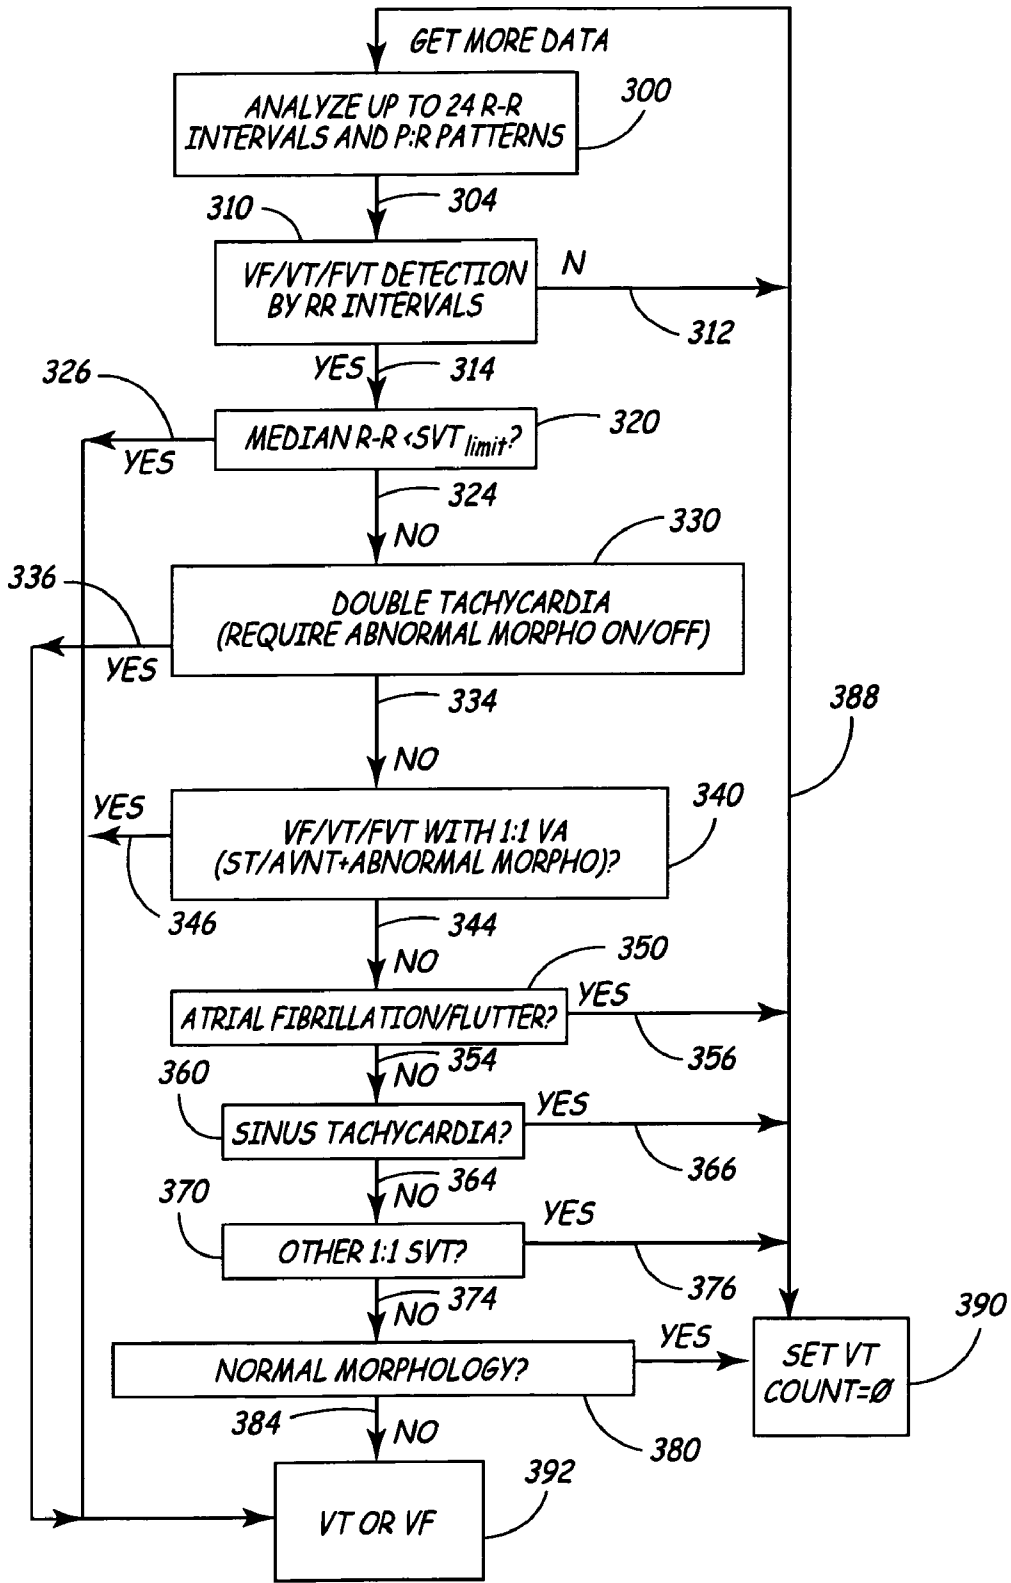 GET MORE DATA
ANALYZE UP TO 24 R-R
INTERVALS AND P:R PATTERNS
300
304
310
VF/VT/FVT DETECTION
BY RR INTERVALS
N
312
YES
314
326
MEDIAN R-R <SVT limit?
320
YES
324
NO
330
336
DOUBLE TACHYCARDIA
(REQUIRE ABNORMAL MORPHO ON/OFF)
YES
334
388
NO
340
YES
VF/VT/FVT WITH 1:1 VA
(ST/AVNT+ABNORMAL MORPHO)?
346
344
NO
350
ATRIAL FIBRILLATION/FLUTTER?
YES
356
354
NO
360
SINUS TACHYCARDIA?
YES
366
364
NO
370
OTHER 1:1 SVT?
YES
376
374
NO
390
NORMAL MORPHOLOGY?
YES
SET VT
COUNT=Ø
384
NO
380
392
VT OR VF